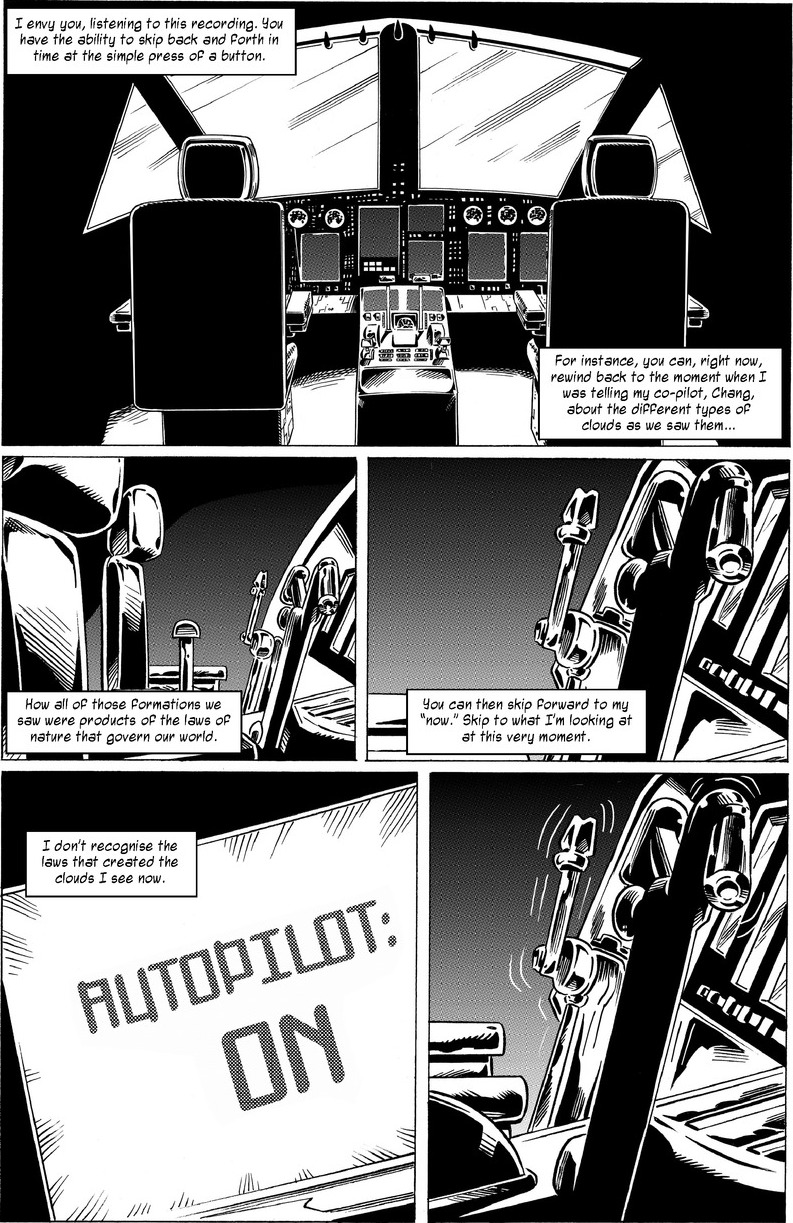 I envy you, listening to this recording. You
have the ability to skip back and forth in
time at the simple press of a button.
For instance, you can, right now,
rewind back to the moment when I
was telling my co-pilot, Chang,
about the different types of
clouds as we saw them...
How all of those formations we
saw were products of the laws of
nature that govern our world.
You can then skip forward to my
"now." Skip to what I'm looking at
at this very moment.
I don't recognise the
laws that created the
clouds I see now.
AUTOPILOT:
ON